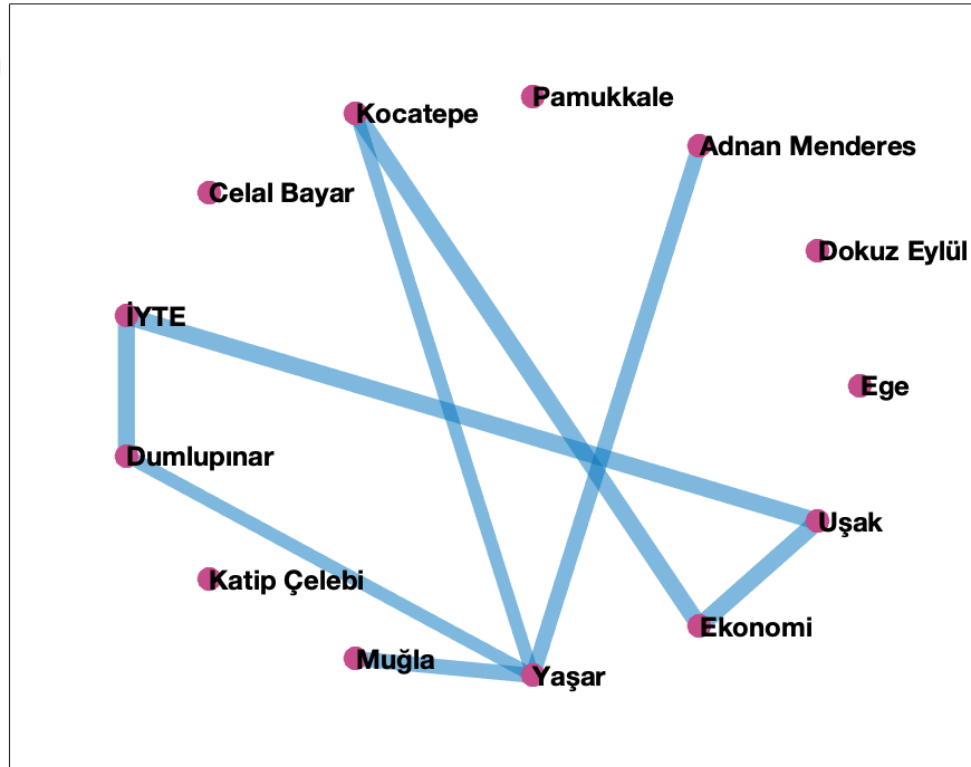 Pamukkale
Kocatepe
Adnan Menderes
Celal Bayar
Dokuz Eylül
İYTE
Ege
Dumlupınar
Uşak
Katip Çelebi
Ekonomi
Muğla
Yaşar